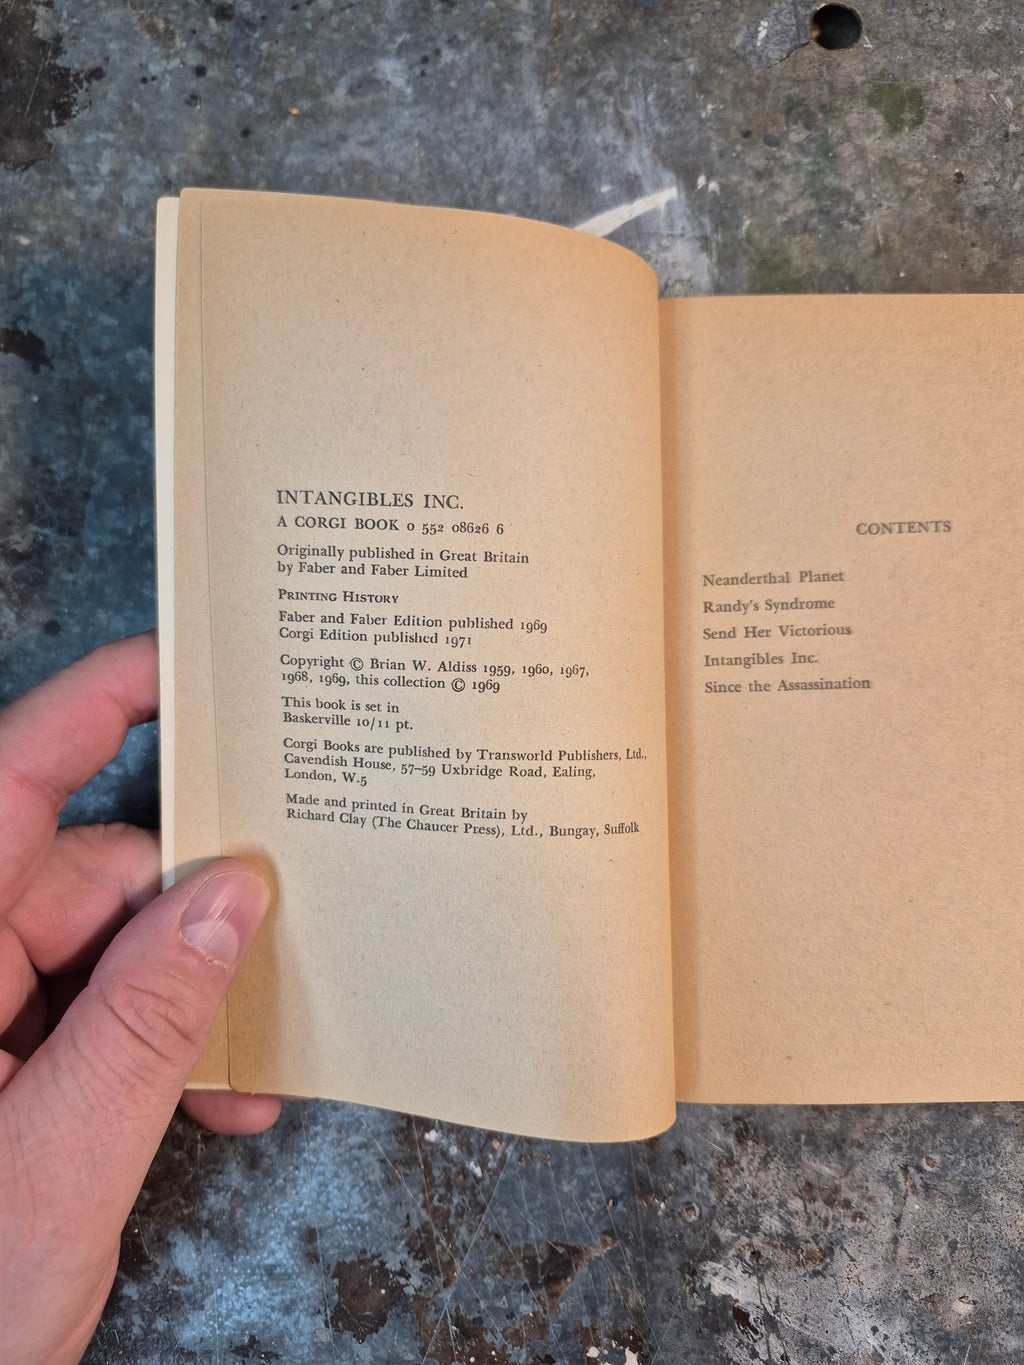 INTANGIBLES INC.
A CORGI BOOK 0 552 08626 6
Originally published in Great Britain
by Faber and Faber Limited
PRINTING HISTORY
Faber and Faber Edition published 1969
Corgi Edition published 1971
Copyright © Brian W. Aldiss 1959, 1960, 1967,
1968, 1969, this collection © 1969
This book is set in
Baskerville 10/11 pt.
Corgi Books are published by Transworld Publishers, Ltd.,
Cavendish House, 57–59 Uxbridge Road, Ealing,
London, W.5
Made and printed in Great Britain by
Richard Clay (The Chaucer Press), Ltd., Bungay, Suffolk
CONTENTS
Neanderthal Planet
Randy's Syndrome
Send Her Victorious
Intangibles Inc.
Since the Assassination